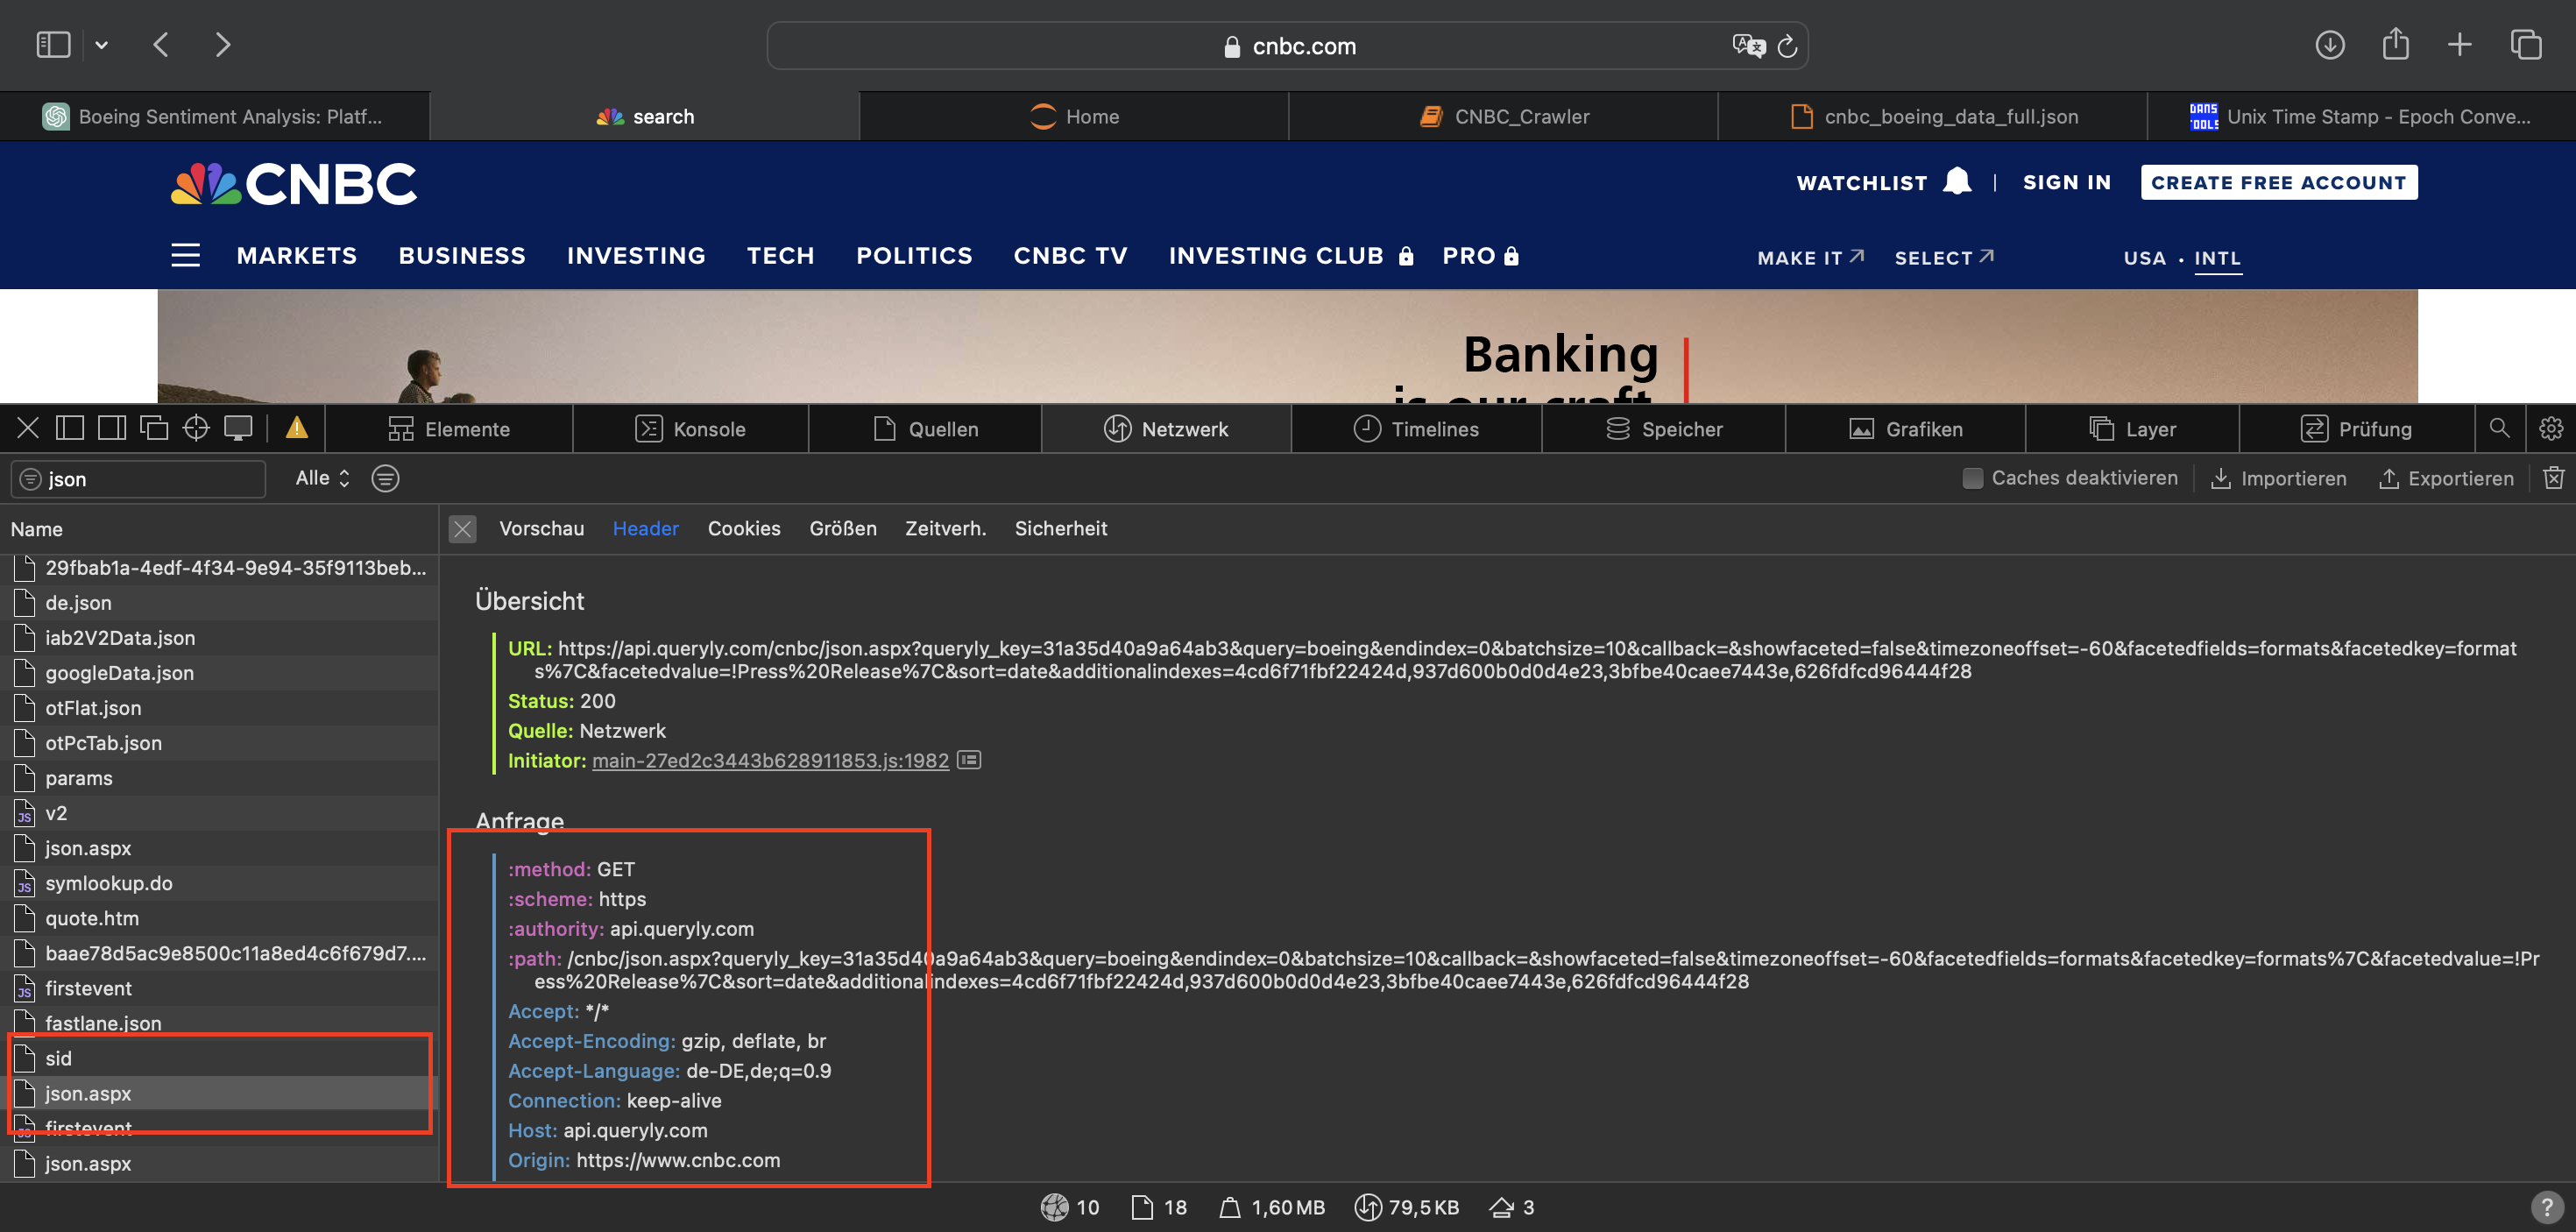 cnbc.com
Boeing Sentiment Analysis: Platf...
search
Home
CNBC_Crawler
cnbc_boeing_data_full.json
Unix Time Stamp - Epoch Conve...
CNBC
WATCHLIST
SIGN IN
CREATE FREE ACCOUNT
MARKETS BUSINESS INVESTING TECH POLITICS CNBC TV INVESTING CLUB PRO
MAKE IT SELECT USA • INTL
Banking
is our craft.
Elemente Konsole Quellen Netzwerk Timelines Speicher Grafiken Layer Prüfung
json
Alle
Caches deaktivieren
Importieren
Exportieren
Name
29fbab1a-4edf-4f34-9e94-35f9113beb...
de.json
iab2V2Data.json
googleData.json
otFlat.json
otPcTab.json
params
v2
json.aspx
symlookup.do
quote.htm
baae78d5ac9e8500c11a8ed4c6f679d7....
firstevent
fastlane.json
sid
json.aspx
firstevent
json.aspx
Vorschau Header Cookies Größen Zeitverh. Sicherheit
Übersicht
URL: https://api.queryly.com/cnbc/json.aspx?queryly_key=31a35d40a9a64ab3&query=boeing&endindex=0&batchsize=10&callback=&showfaceted=false&timezoneoffset=-60&facetedfields=formats&facetedkey=format
s%7C&facetedvalue=!Press%20Release%7C&sort=date&additionalindexes=4cd6f71fbf22424d,937d600b0d0d4e23,3bfbe40caee7443e,626fdfcd96444f28
Status: 200
Quelle: Netzwerk
Initiator: main-27ed2c3443b628911853.js:1982
Anfrage
:method: GET
:scheme: https
:authority: api.queryly.com
:path: /cnbc/json.aspx?queryly_key=31a35d40a9a64ab3&query=boeing&endindex=0&batchsize=10&callback=&showfaceted=false&timezoneoffset=-60&facetedfields=formats&facetedkey=formats%7C&facetedvalue=!Pr
ess%20Release%7C&sort=date&additionalindexes=4cd6f71fbf22424d,937d600b0d0d4e23,3bfbe40caee7443e,626fdfcd96444f28
Accept: */*
Accept-Encoding: gzip, deflate, br
Accept-Language: de-DE,de;q=0.9
Connection: keep-alive
Host: api.queryly.com
Origin: https://www.cnbc.com
10 18 1,60 MB 79,5 KB 3